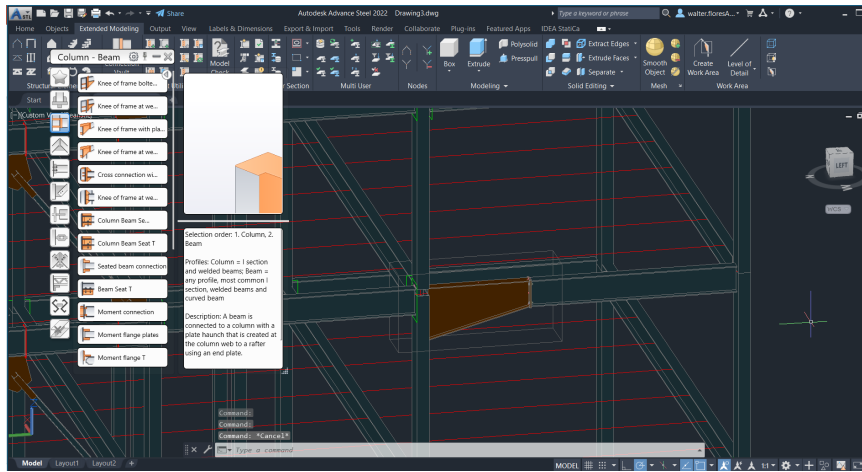 Share
Autodesk Advance Steel 2022 Drawing3.dwg
Type a keyword or phrase
walter.floresA...
Home Objects Extended Modeling Output View Labels & Dimensions Export & Import Tools Render Collaborate Plug-ins Featured Apps IDEA StatiCa
Column - Beam
Model
Check
Box
Extrude
Polysolid
Presspull
Extract Edges
Extrude Faces
Separate
Smooth
Object
Create
Work Area
Level of
Detail
Section
Multi User
Nodes
Modeling
Solid Editing
Mesh
Work Area
Start
Knee of frame bolte...
Knee of frame at we...
Knee of frame with pla...
Knee of frame at we...
Cross connection wi...
Knee of frame at we...
Column Beam Se...
Column Beam Seat T
Seated beam connection
Beam Seat T
Moment connection
Moment flange plates
Moment flange T
Selection order: 1. Column, 2.
Beam
Profiles: Column = I section
and welded beams; Beam =
any profile, most common I
section, welded beams and
curved beam
Description: A beam is
connected to a column with a
plate haunch that is created at
the column web to a rafter
using an end plate.
LEFT
WCS
Command:
Command:
Command: *Cancel*
Type a command
Model Layout1 Layout2 +
MODEL
1:1